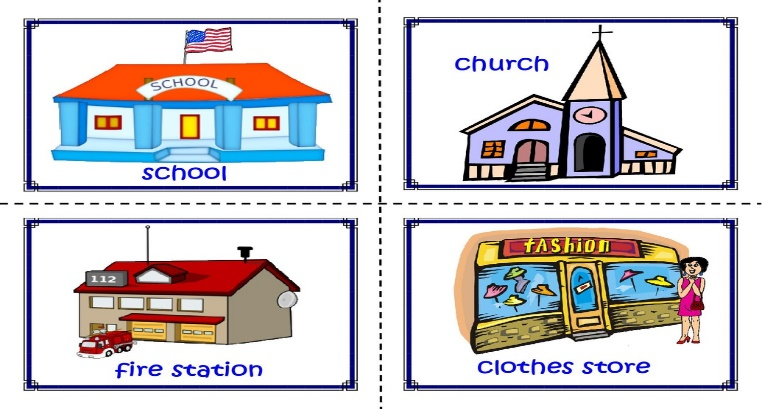 SCHOOL
school
church
112
fire station
FAShion
clothes store